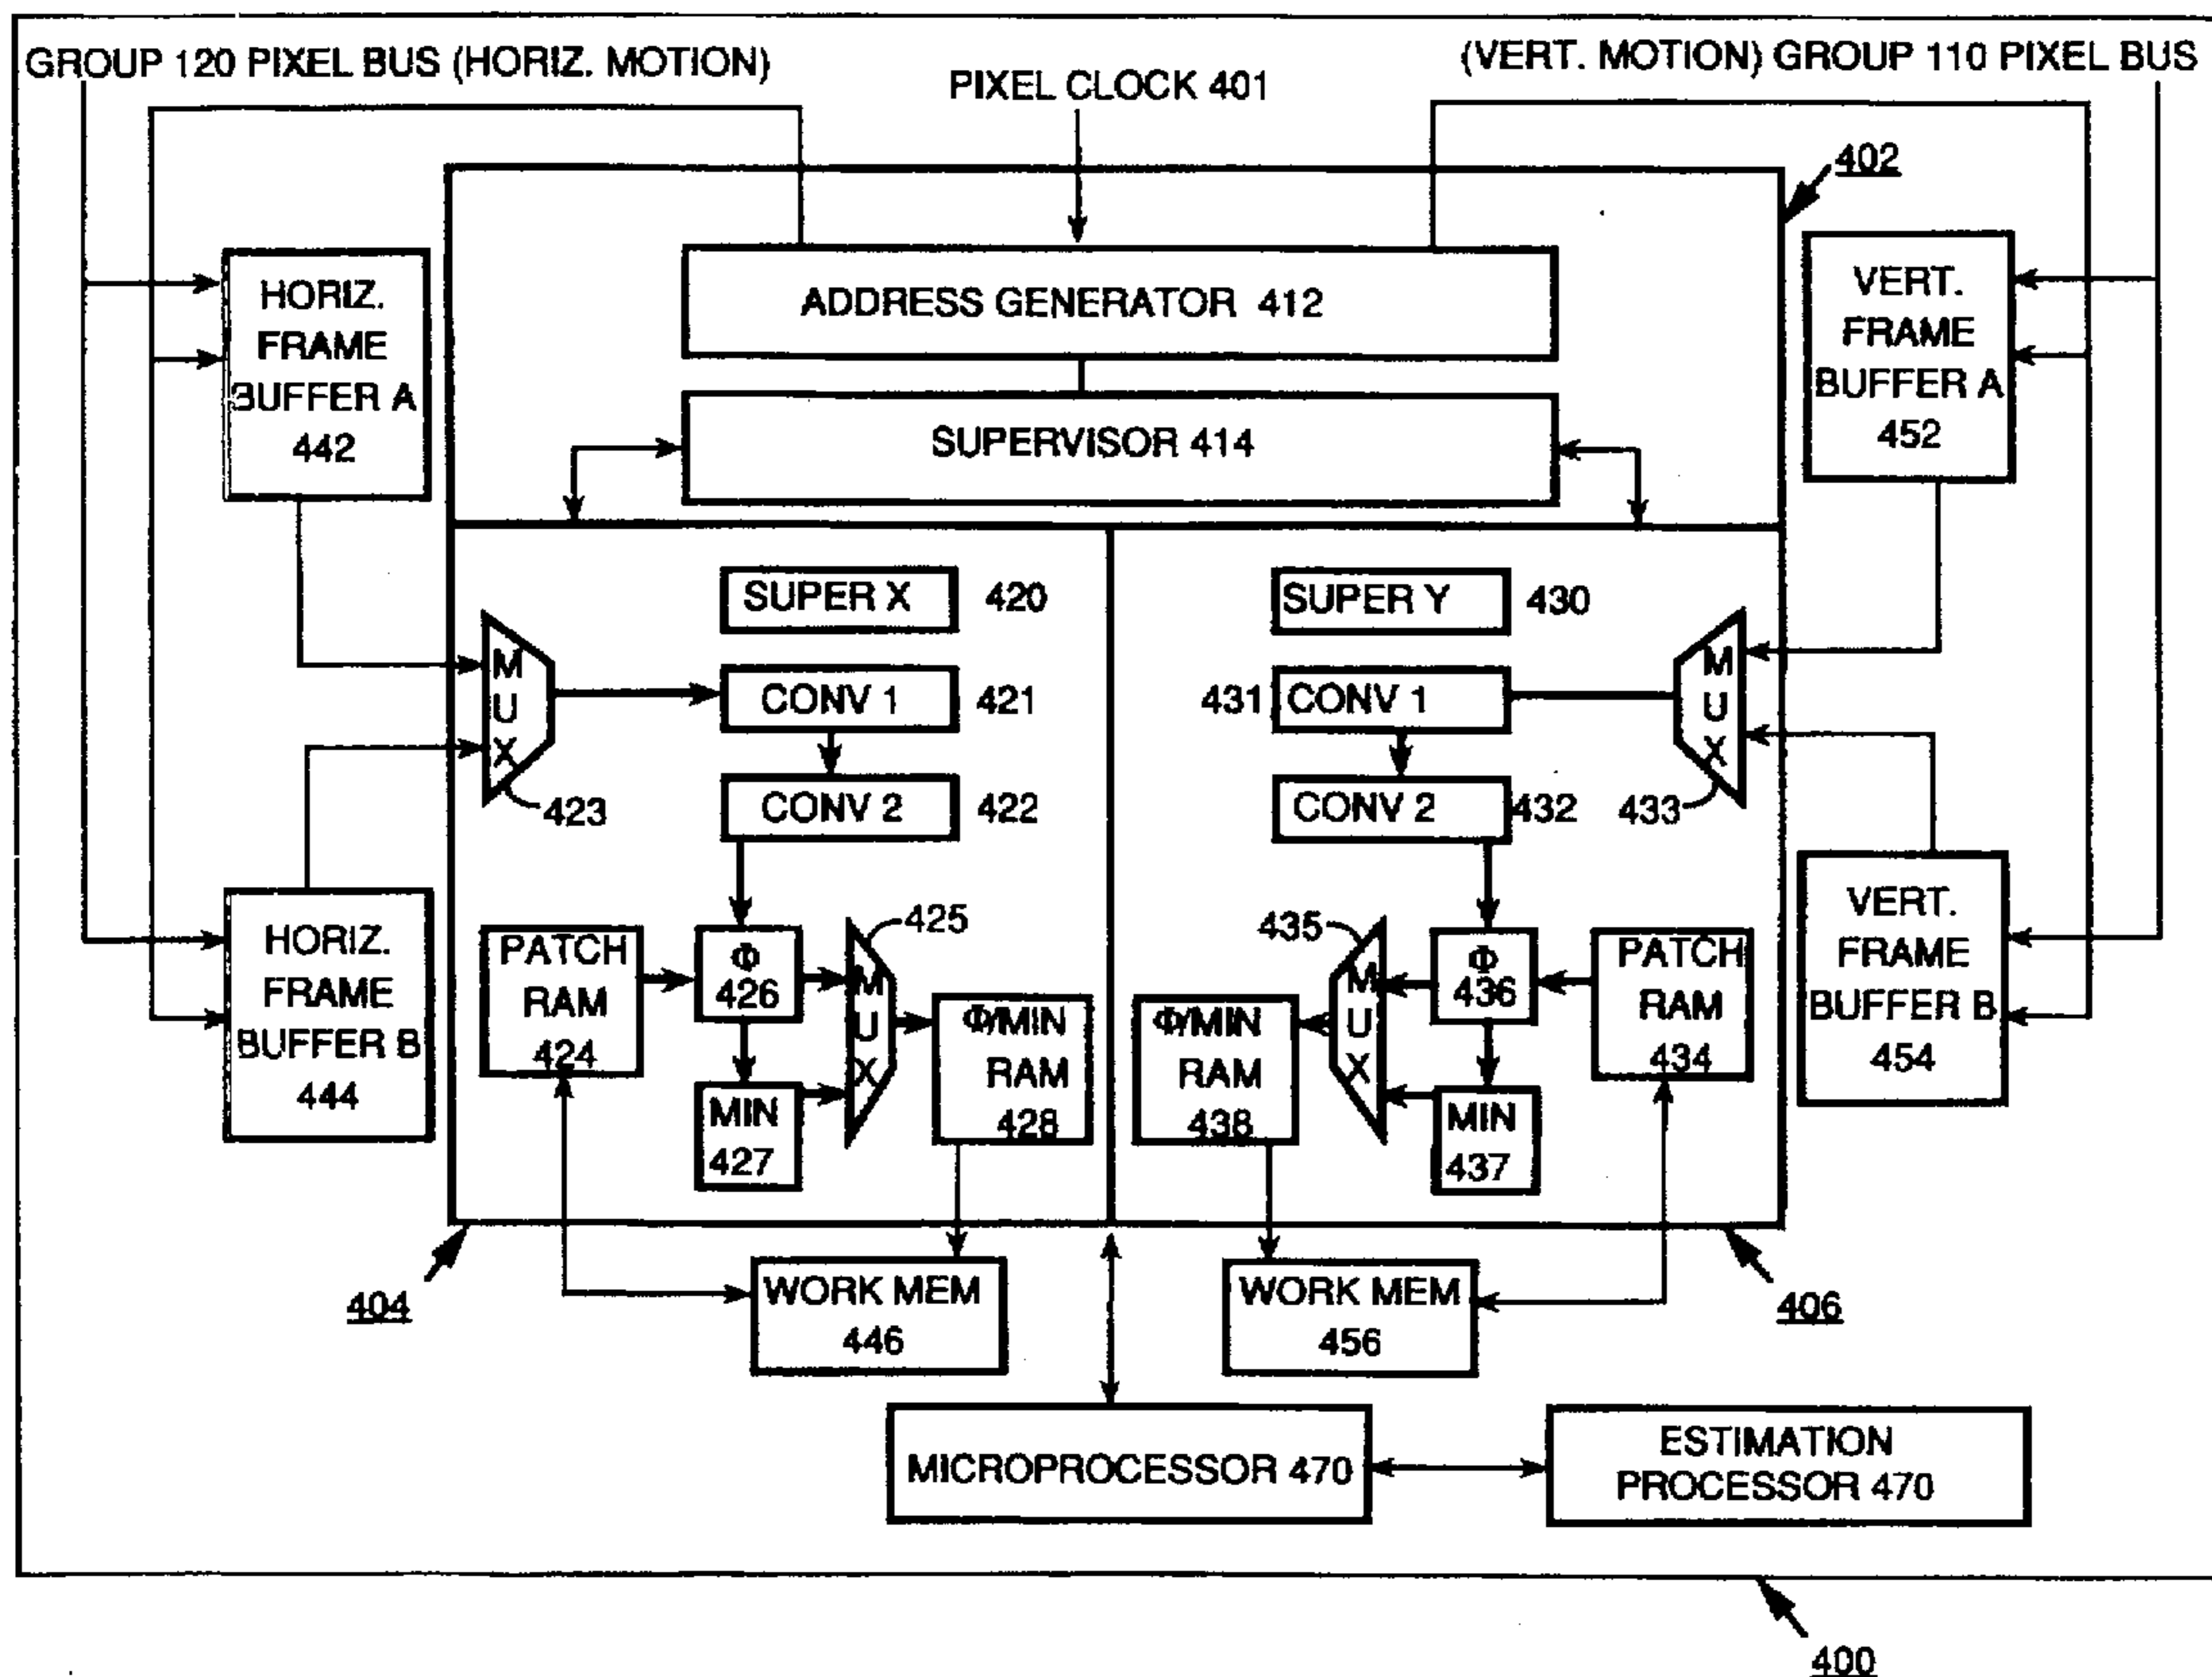 GROUP 120 PIXEL BUS (HORIZ. MOTION)
(VERT. MOTION) GROUP 110 PIXEL BUS
PIXEL CLOCK 401
402
ADDRESS GENERATOR 412
SUPERVISOR 414
HORIZ.
FRAME
BUFFER A
442
VERT.
FRAME
BUFFER A
452
SUPER X 420
SUPER Y 430
MUX
423
CONV 1 421
431 CONV 1
MUX
433
CONV 2 422
CONV 2 432
HORIZ.
FRAME
BUFFER B
444
PATCH
RAM
424
Φ
426
MIN
427
425
MUX
Φ/MIN
RAM
428
Φ/MIN
RAM
438
435
MUX
Φ
436
MIN
437
PATCH
RAM
434
VERT.
FRAME
BUFFER B
454
404
WORK MEM
446
WORK MEM
456
406
MICROPROCESSOR 470
ESTIMATION
PROCESSOR 470
400